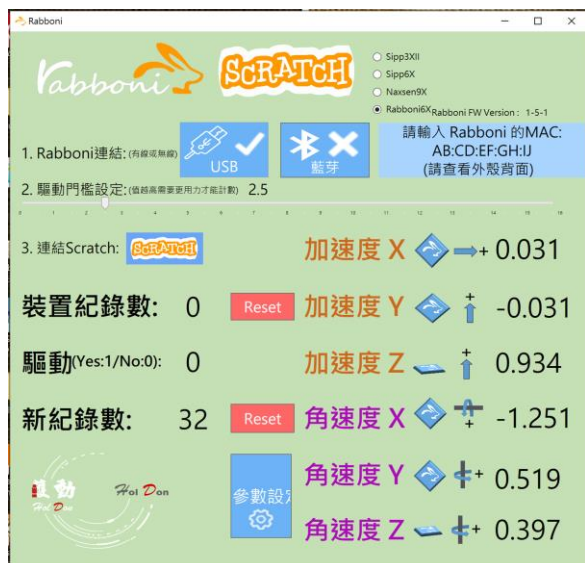 Rabboni
rabboni
SCRATCH
Sipp3XII
Sipp6X
Naxsen9X
Rabboni6X
Rabboni FW Version : 1-5-1
1. Rabboni連結:(有線或無線)
USB
藍芽
請輸入 Rabboni 的MAC:
AB:CD:EF:GH:IJ
(請查看外殼背面)
2. 驅動門檻設定:(值越高需要更用力才能計數) 2.5
0 1 2 3 4 5 6 7 8 9 10 11 12 13 14 15 16
3. 連結Scratch: SCRATCH
加速度 X + 0.031
裝置紀錄數: 0 Reset
加速度 Y + -0.031
驅動(Yes:1/No:0): 0
加速度 Z + 0.934
新紀錄數: 32 Reset
角速度 X + -1.251
Hol Don
Hol Don
參數設定
角速度 Y + 0.519
角速度 Z + 0.397